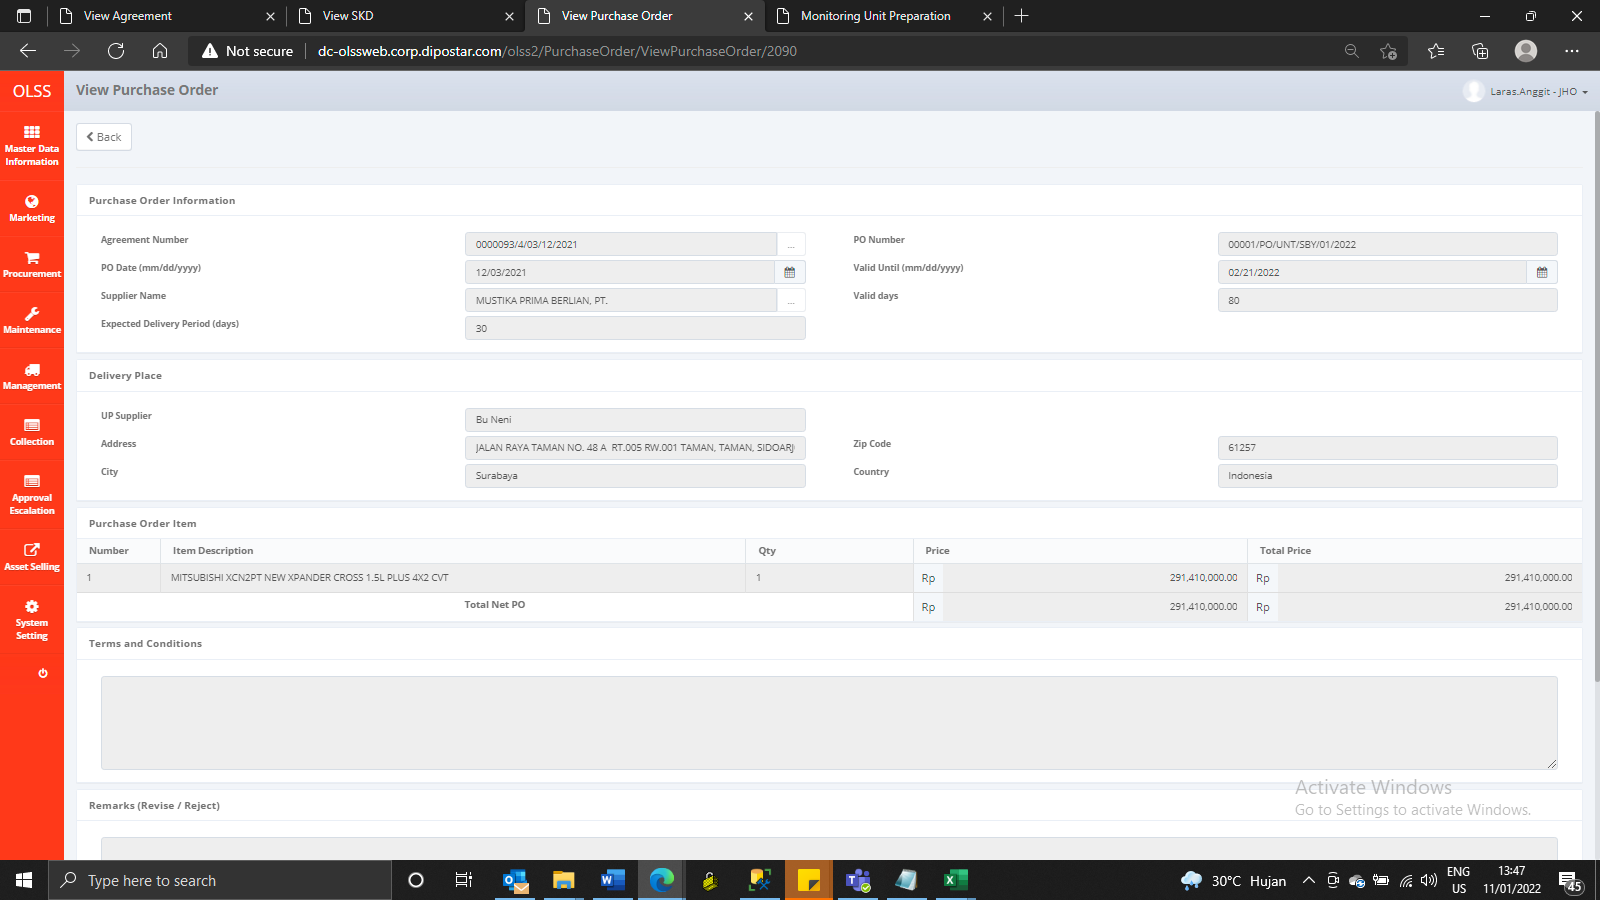 View Agreement
View SKD
View Purchase Order
Monitoring Unit Preparation
Not secure
dc-olssweb.corp.dipostar.com/olss2/PurchaseOrder/ViewPurchaseOrder/2090
OLSS
View Purchase Order
Laras.Anggit - JHO
Back
Master Data
Information
Marketing
Procurement
Maintenance
Management
Collection
Approval
Escalation
Asset Selling
System
Setting
Purchase Order Information
Agreement Number
0000093/4/03/12/2021
...
PO Number
00001/PO/UNT/SBY/01/2022
PO Date (mm/dd/yyyy)
12/03/2021
Valid Until (mm/dd/yyyy)
02/21/2022
Supplier Name
MUSTIKA PRIMA BERLIAN, PT.
...
Valid days
80
Expected Delivery Period (days)
30
Delivery Place
UP Supplier
Bu Neni
Address
JALAN RAYA TAMAN NO. 48 A RT.005 RW.001 TAMAN, TAMAN, SIDOARJ
Zip Code
61257
City
Surabaya
Country
Indonesia
Purchase Order Item
Number Item Description Qty Price Total Price
1 MITSUBISHI XCN2PT NEW XPANDER CROSS 1.5L PLUS 4X2 CVT 1 Rp 291,410,000.00 Rp 291,410,000.00
Total Net PO Rp 291,410,000.00 Rp 291,410,000.00
Terms and Conditions
Activate Windows
Go to Settings to activate Windows.
Remarks (Revise / Reject)
Type here to search
30°C Hujan
ENG
US
13:47
11/01/2022
45